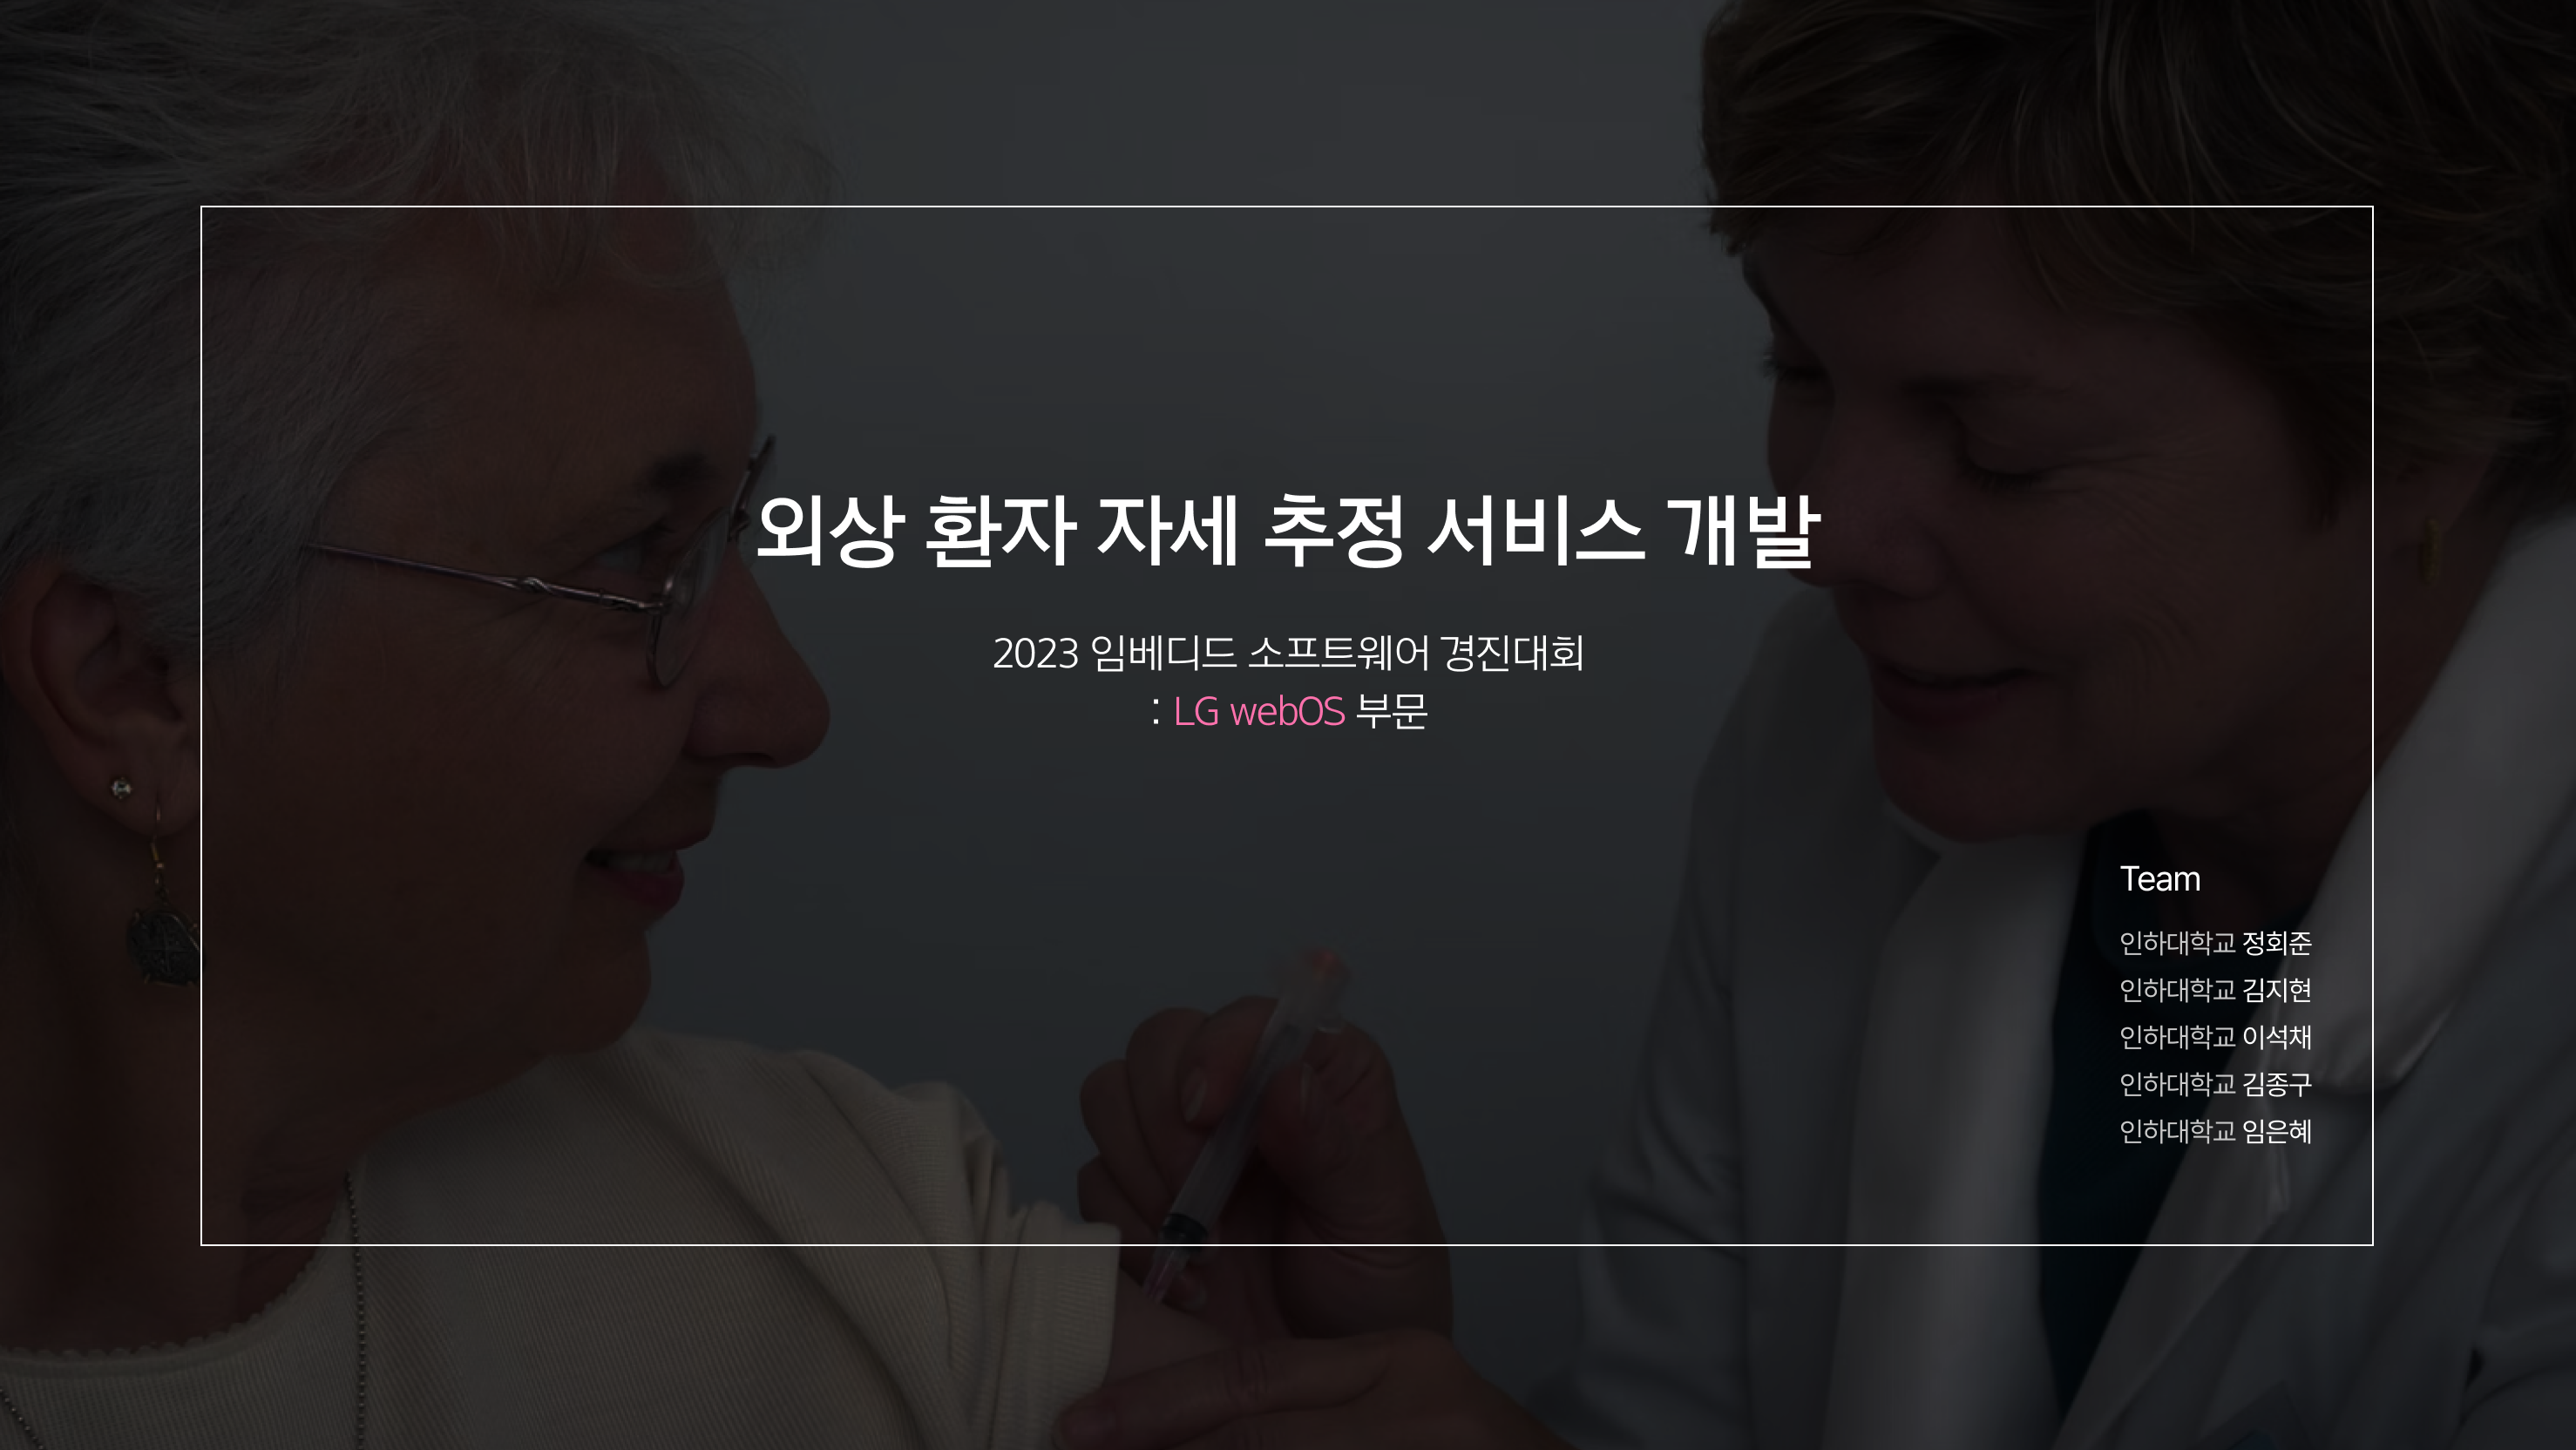 외상 환자 자세 추정 서비스 개발
2023 임베디드 소프트웨어 경진대회
: LG webOS 부문
Team
인하대학교 정회준
인하대학교 김지현
인하대학교 이석채
인하대학교 김종구
인하대학교 임은혜